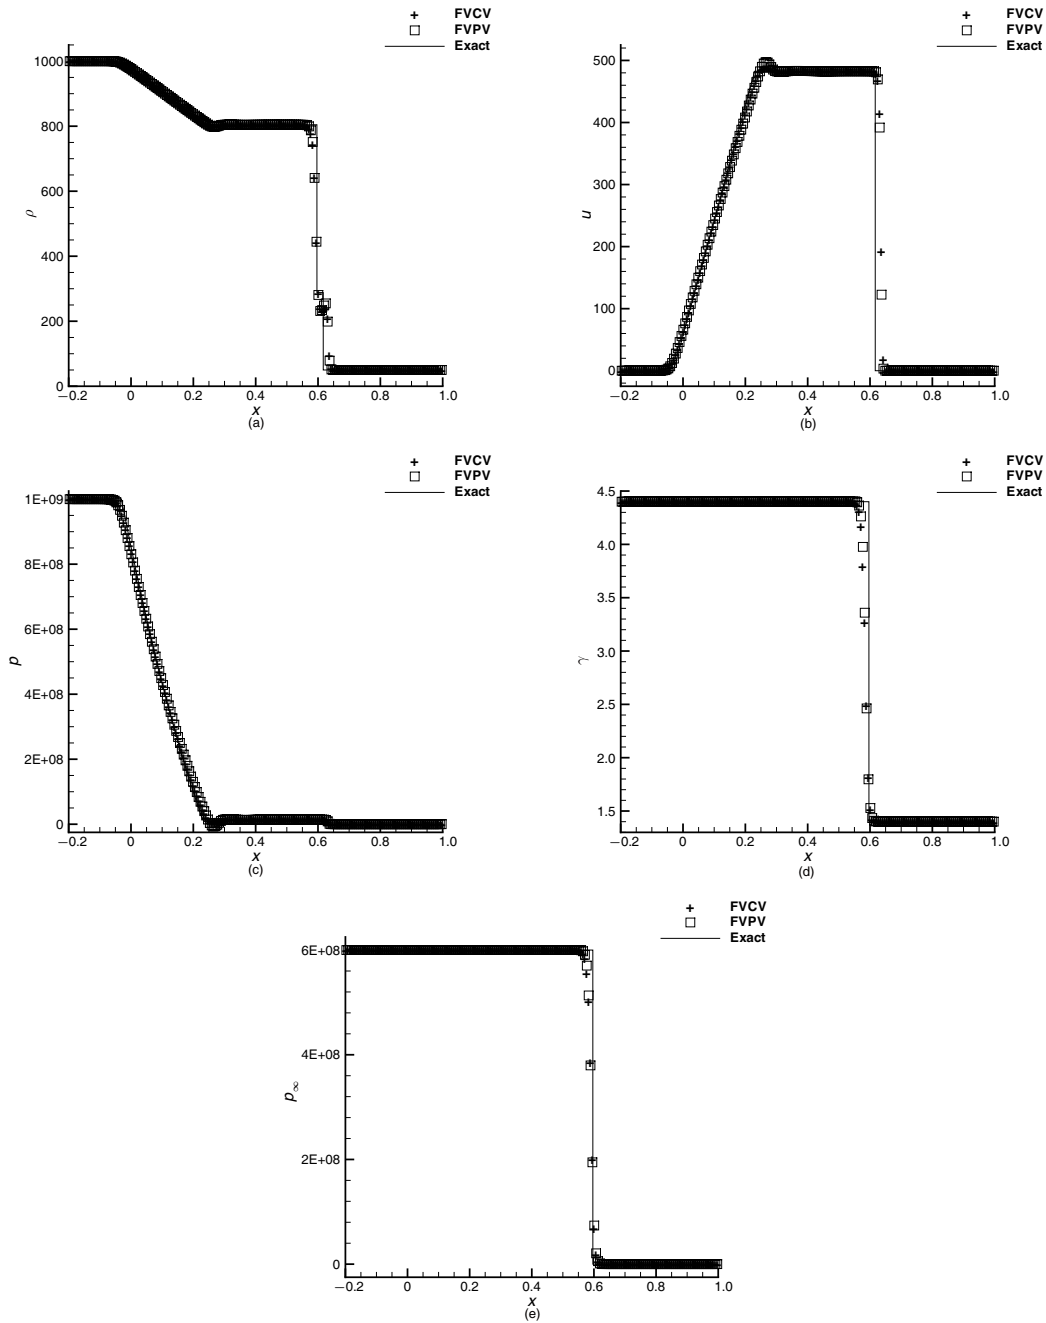 FVCV
FVPV
Exact
1000
800
600
400
200
0
ρ
−0.2 0 0.2 0.4 0.6 0.8 1.0
x
(a)
FVCV
FVPV
Exact
500
400
300
200
100
0
u
−0.2 0 0.2 0.4 0.6 0.8 1.0
x
(b)
FVCV
FVPV
Exact
1E+09
8E+08
6E+08
4E+08
2E+08
0
p
−0.2 0 0.2 0.4 0.6 0.8 1.0
x
(c)
FVCV
FVPV
Exact
4.5
4.0
3.5
3.0
2.5
2.0
1.5
γ
−0.2 0 0.2 0.4 0.6 0.8 1.0
x
(d)
FVCV
FVPV
Exact
6E+08
4E+08
2E+08
0
p∞
−0.2 0 0.2 0.4 0.6 0.8 1.0
x
(e)